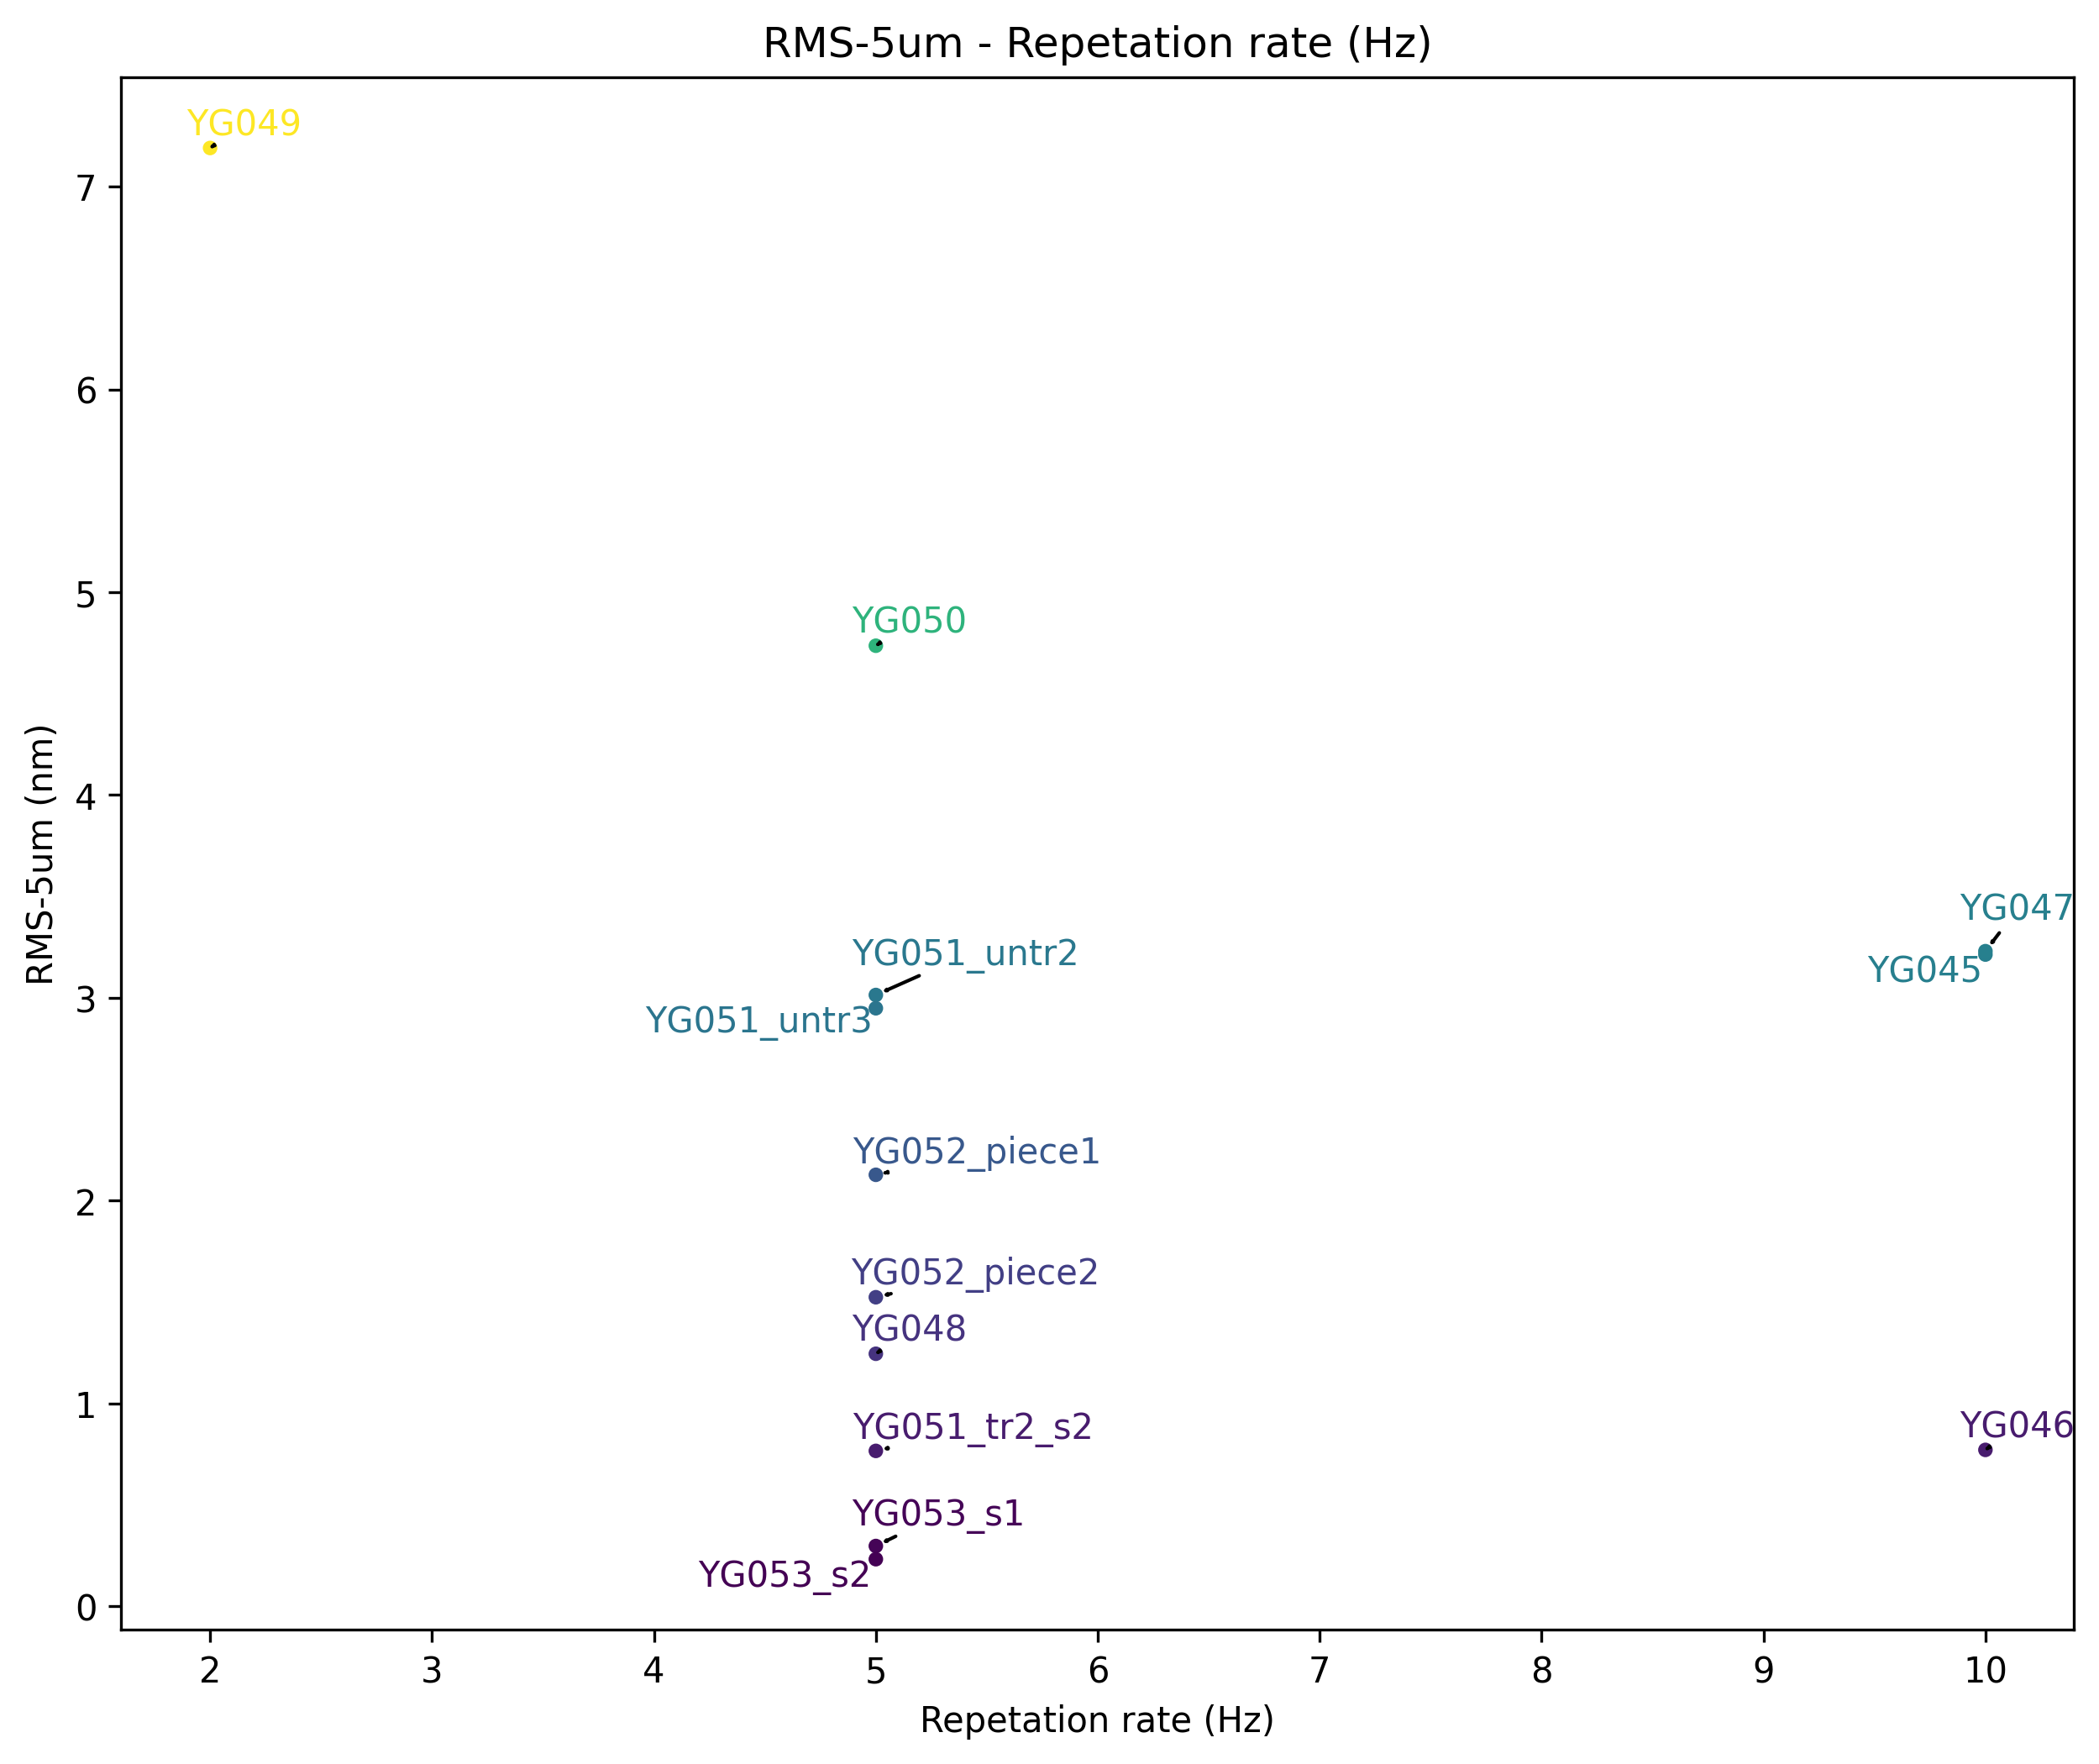 RMS-5um - Repetation rate (Hz)
YG049
7
6
5
YG050
RMS-5um (nm)
4
YG047
YG051_untr2
YG045
3
YG051_untr3
YG052_piece1
2
YG052_piece2
YG048
1
YG051_tr2_s2
YG046
YG053_s1
YG053_s2
0
2 3 4 5 6 7 8 9 10
Repetation rate (Hz)